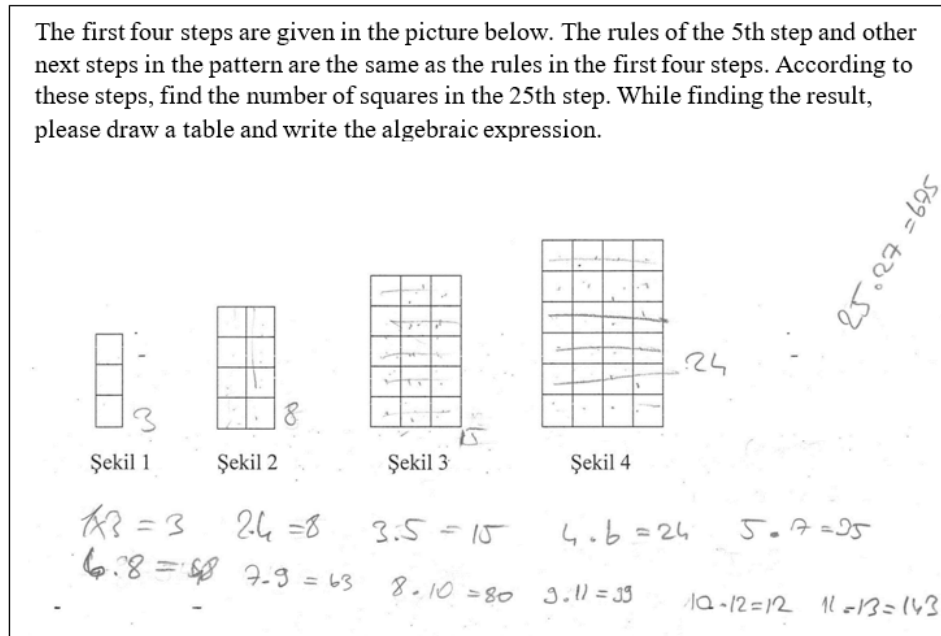 The first four steps are given in the picture below. The rules of the 5th step and other
next steps in the pattern are the same as the rules in the first four steps. According to
these steps, find the number of squares in the 25th step. While finding the result,
please draw a table and write the algebraic expression.
25.27=675
24
3
8
15
Şekil 1 Şekil 2 Şekil 3 Şekil 4
1x3=3 2.4=8 3.5=15 4.6=24 5.7=35
6.8=48 7.9=63 8.10=80 9.11=99 10.12=12 11.13=143